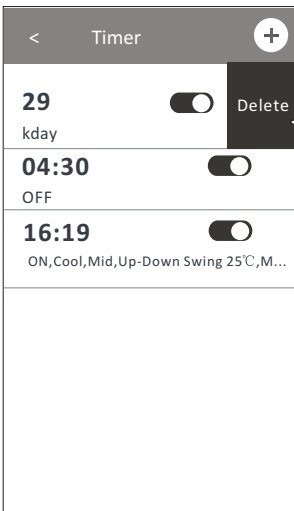 < Timer +
29
kday
Delete
04:30
OFF
16:19
ON,Cool,Mid,Up-Down Swing 25℃,M...